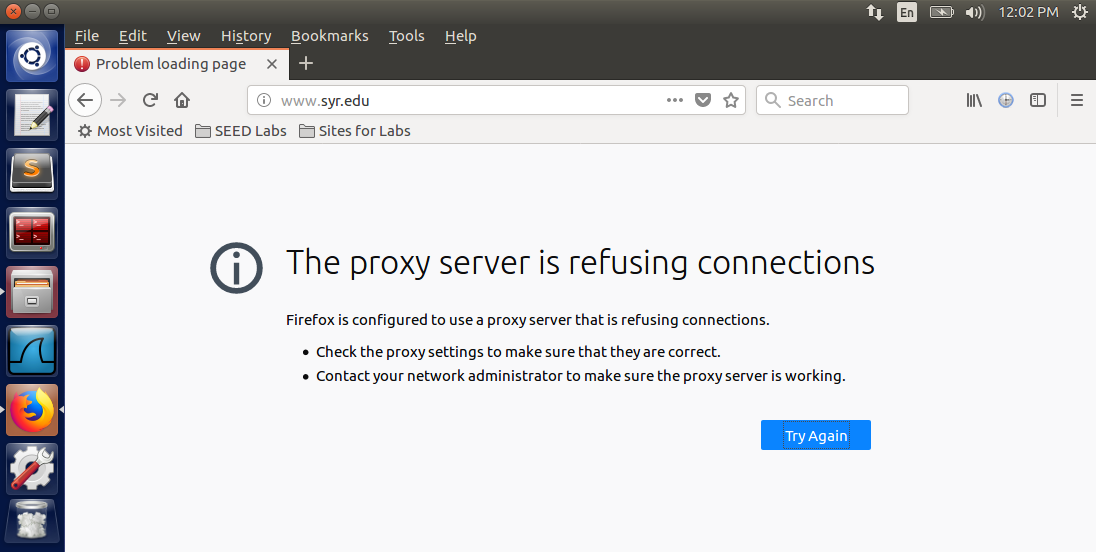 En 12:02 PM
File Edit View History Bookmarks Tools Help
Problem loading page
www.syr.edu Search
Most Visited SEED Labs Sites for Labs
The proxy server is refusing connections
Firefox is configured to use a proxy server that is refusing connections.
• Check the proxy settings to make sure that they are correct.
• Contact your network administrator to make sure the proxy server is working.
Try Again